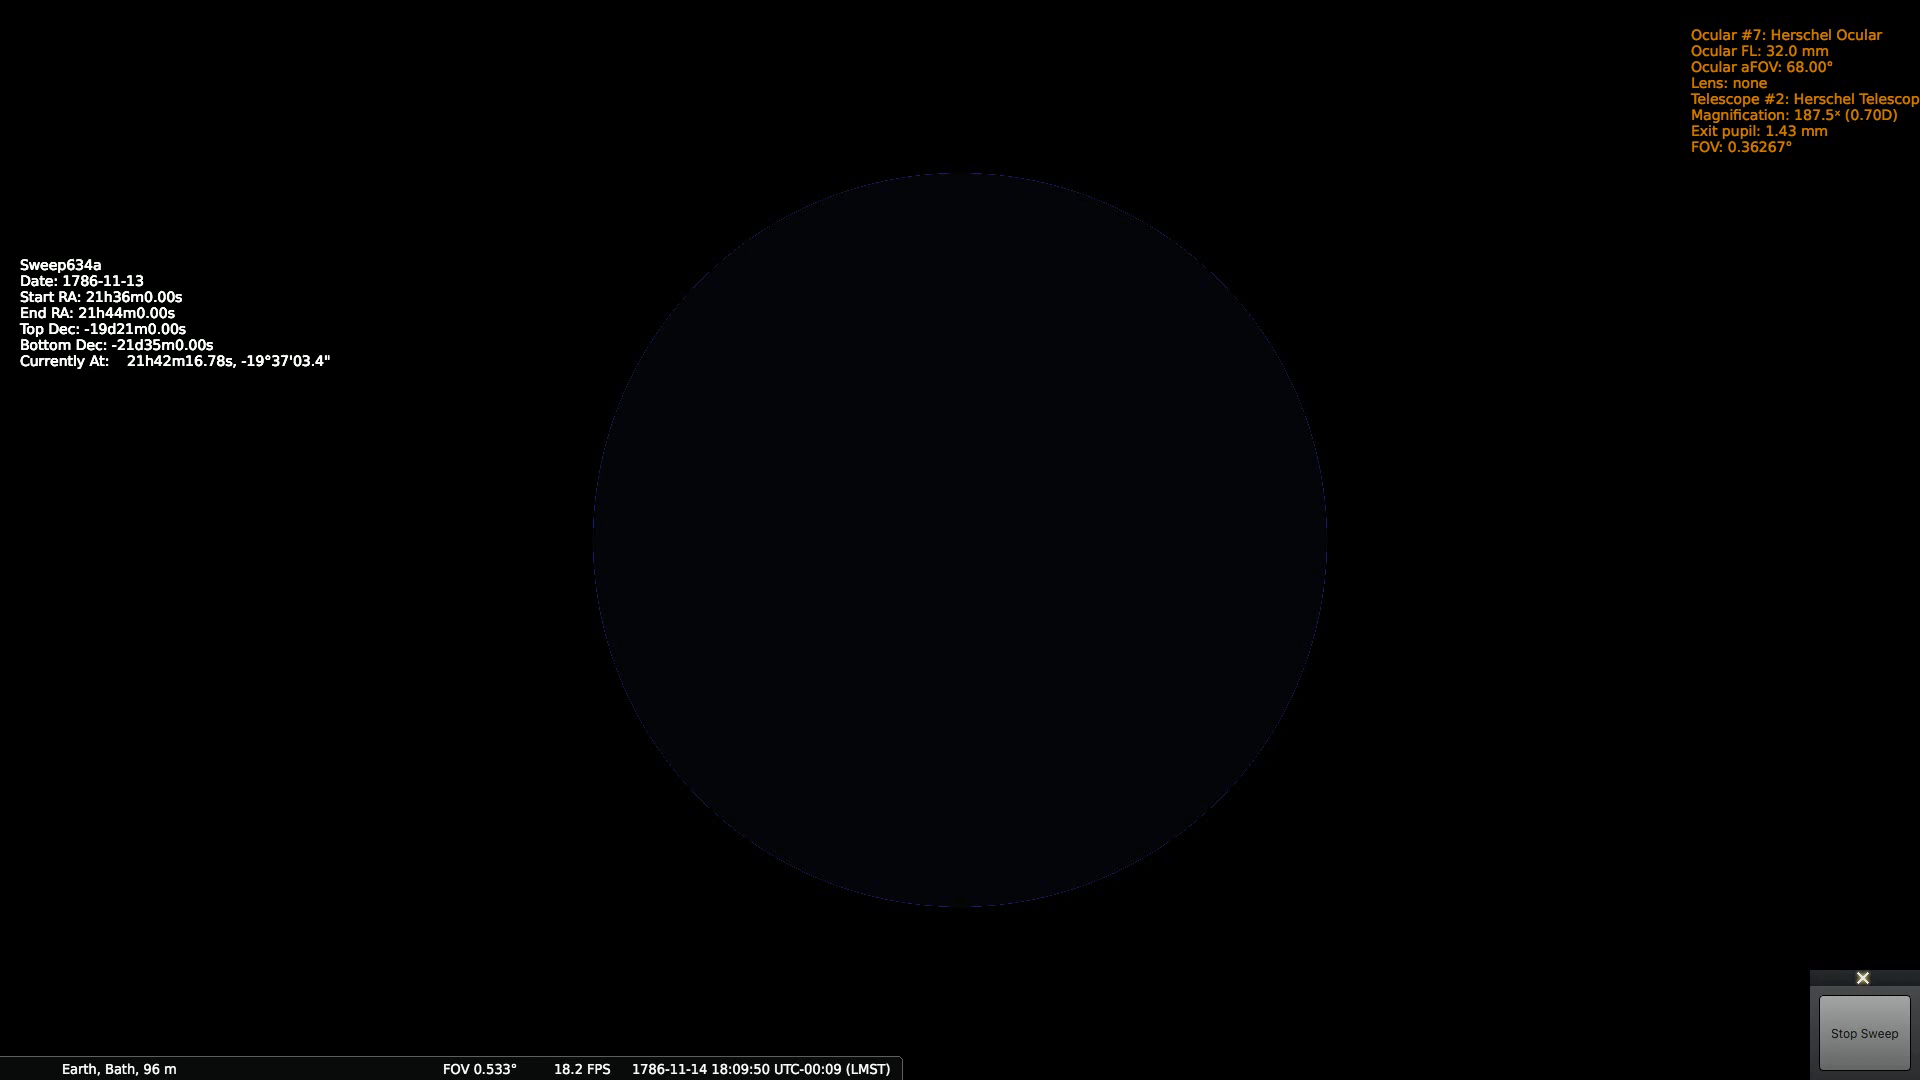 Ocular #7: Herschel Ocular
Ocular FL: 32.0 mm
Ocular aFOV: 68.00°
Lens: none
Telescope #2: Herschel Telescop
Magnification: 187.5ˣ (0.70D)
Exit pupil: 1.43 mm
FOV: 0.36267°
Sweep634a
Date: 1786-11-13
Start RA: 21h36m0.00s
End RA: 21h44m0.00s
Top Dec: -19d21m0.00s
Bottom Dec: -21d35m0.00s
Currently At: 21h42m16.78s, -19°37'03.4"
Stop Sweep
Earth, Bath, 96 m FOV 0.533° 18.2 FPS 1786-11-14 18:09:50 UTC-00:09 (LMST)